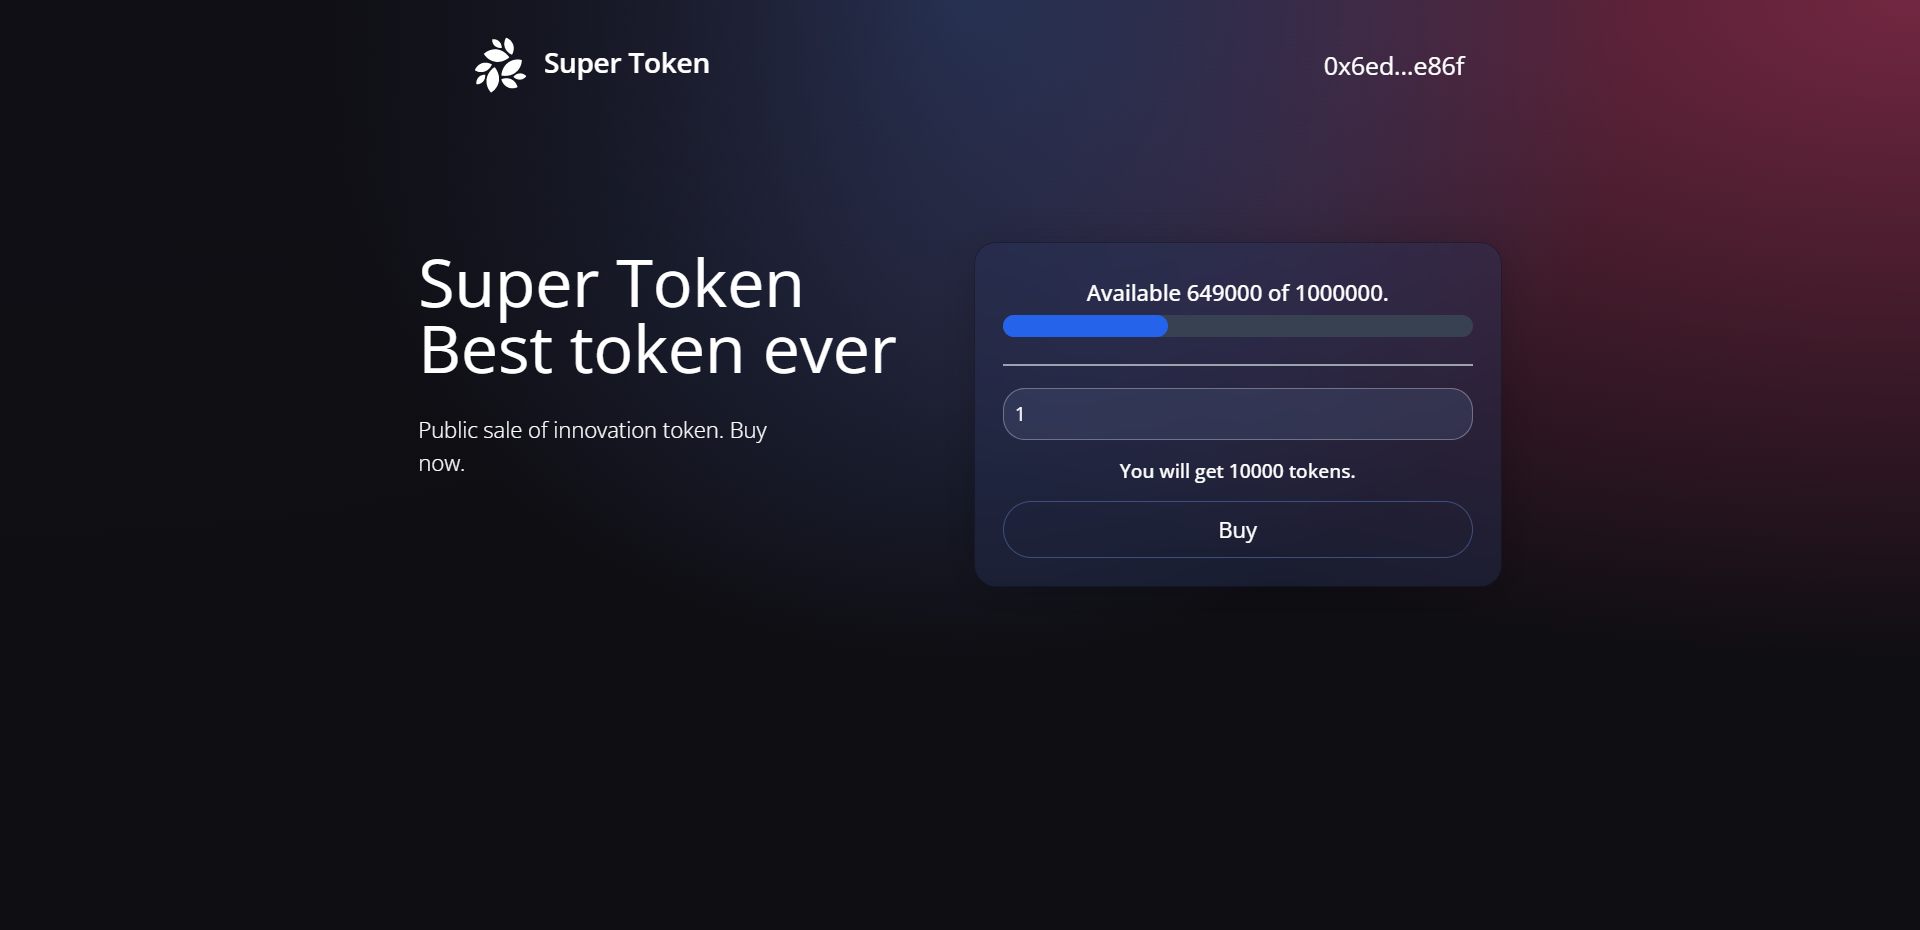 Super Token
0x6ed...e86f
Super Token
Best token ever
Public sale of innovation token. Buy
now.
Available 649000 of 1000000.
1
You will get 10000 tokens.
Buy